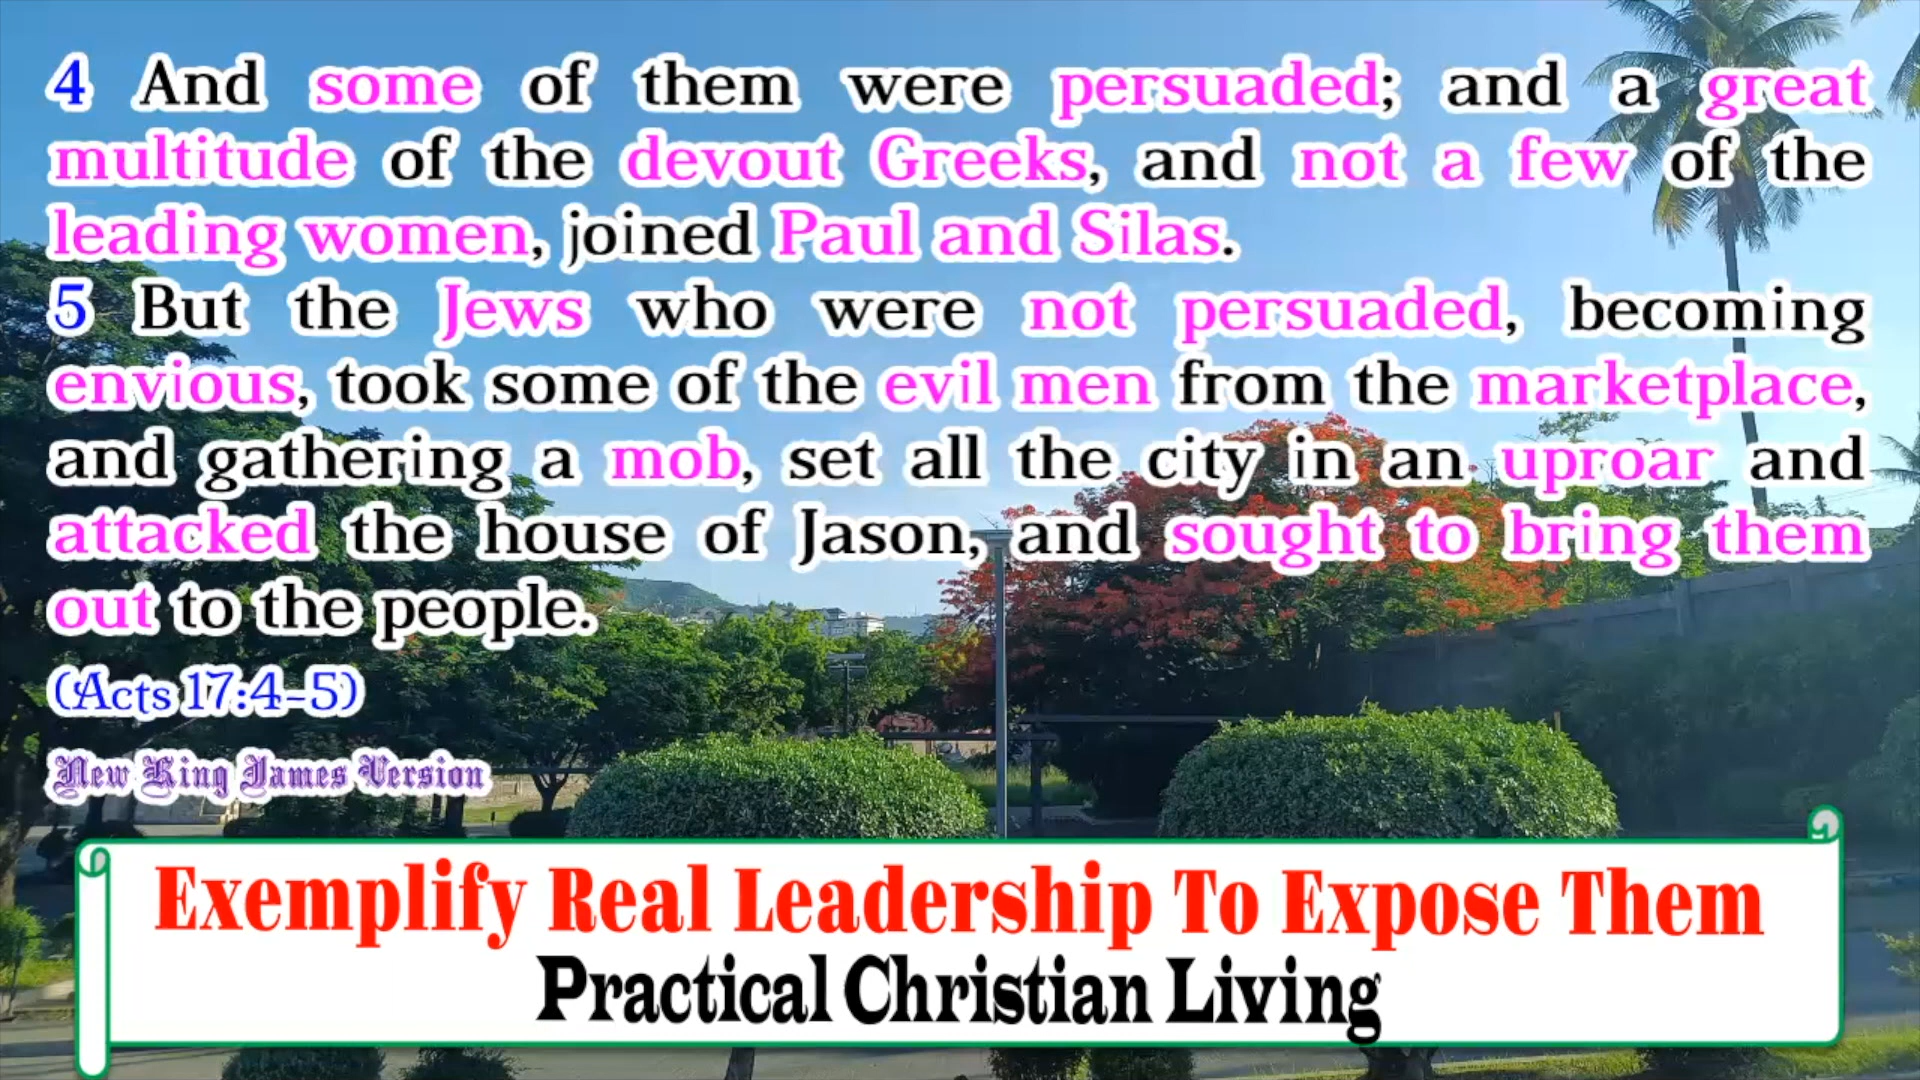 4 And some of them were persuaded; and a great
multitude of the devout Greeks, and not a few of the
leading women, joined Paul and Silas.
5 But the Jews who were not persuaded, becoming
envious, took some of the evil men from the marketplace,
and gathering a mob, set all the city in an uproar and
attacked the house of Jason, and sought to bring them
out to the people.
(Acts 17:4-5)
New King James Version
Exemplify Real Leadership To Expose Them
Practical Christian Living